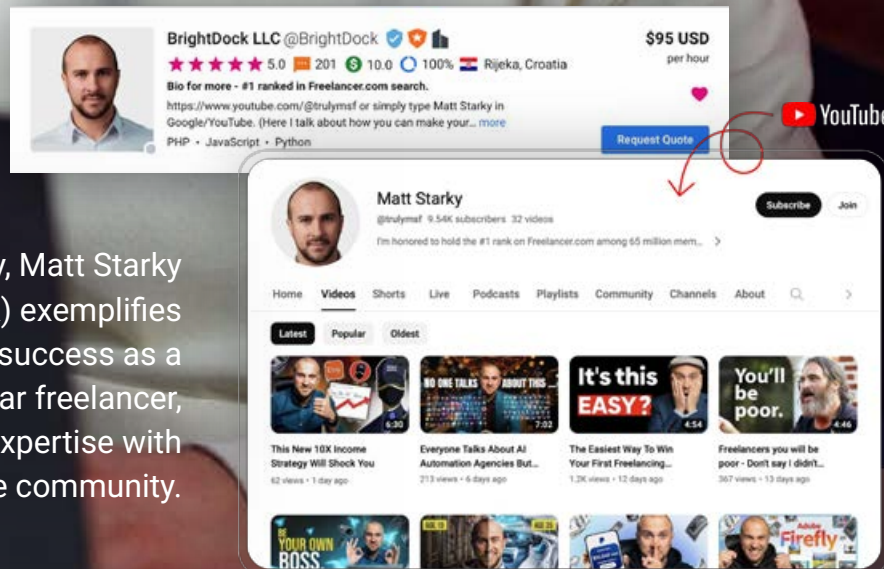 BrightDock LLC @BrightDock
$95 USD
per hour
5.0 201 10.0 100% Rijeka, Croatia
Bio for more - #1 ranked in Freelancer.com search.
https://www.youtube.com/@trulymsf or simply type Matt Starky in
Google/YouTube. (Here I talk about how you can make your... more
PHP • JavaScript • Python
Request Quote
YouTube
Matt Starky
@trulymsf 9.54K subscribers 32 videos
I'm honored to hold the #1 rank on Freelancer.com among 65 million mem...
Subscribe
Join
, Matt Starky
) exemplifies
success as a
ar freelancer,
xpertise with
e community.
Home Videos Shorts Live Podcasts Playlists Community Channels About
Latest Popular Oldest
6:30
NO ONE TALKS ABOUT THIS ...
7:02
It's this
EASY?
4:54
You'll
be
poor.
4:46
This New 10X Income
Strategy Will Shock You
62 views • 1 day ago
Everyone Talks About AI
Automation Agencies But...
213 views • 6 days ago
The Easiest Way To Win
Your First Freelancing...
1.2K views • 12 days ago
Freelancers you will be
poor - Don't say I didn't...
367 views • 13 days ago
BE
YOUR OWN
BOSS
Adobe
Firefly